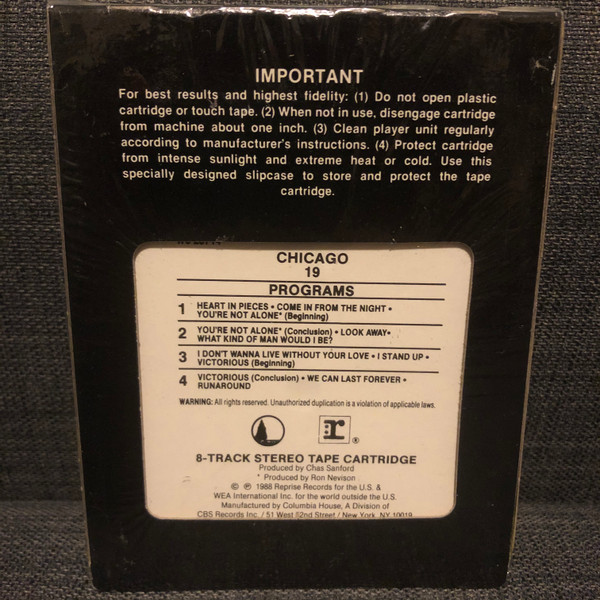 IMPORTANT
For best results and highest fidelity: (1) Do not open plastic
cartridge or touch tape. (2) When not in use, disengage cartridge
from machine about one inch. (3) Clean player unit regularly
according to manufacturer's instructions. (4) Protect cartridge
from intense sunlight and extreme heat or cold. Use this
specially designed slipcase to store and protect the tape
cartridge.
CHICAGO
19
PROGRAMS
1 HEART IN PIECES • COME IN FROM THE NIGHT •
YOU'RE NOT ALONE* (Beginning)
2 YOU'RE NOT ALONE* (Conclusion) • LOOK AWAY•
WHAT KIND OF MAN WOULD I BE?
3 I DON'T WANNA LIVE WITHOUT YOUR LOVE • I STAND UP •
VICTORIOUS (Beginning)
4 VICTORIOUS (Conclusion) • WE CAN LAST FOREVER •
RUNAROUND
WARNING: All rights reserved. Unauthorized duplication is a violation of applicable laws.
r ®
8-TRACK STEREO TAPE CARTRIDGE
Produced by Chas Sanford
* Produced by Ron Nevison
© ℗ 1988 Reprise Records for the U.S. &
WEA International Inc. for the world outside the U.S.
Manufactured by Columbia House, A Division of
CBS Records Inc. / 51 West 52nd Street / New York, NY 10019